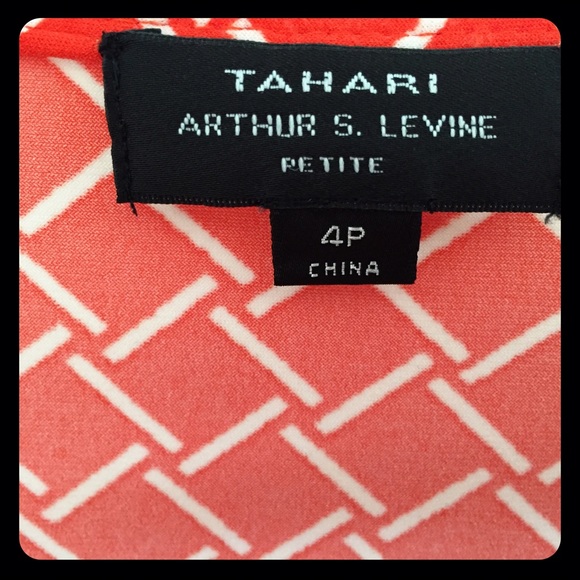 TAHARI
ARTHUR S. LEVINE
PETITE
4P
CHINA